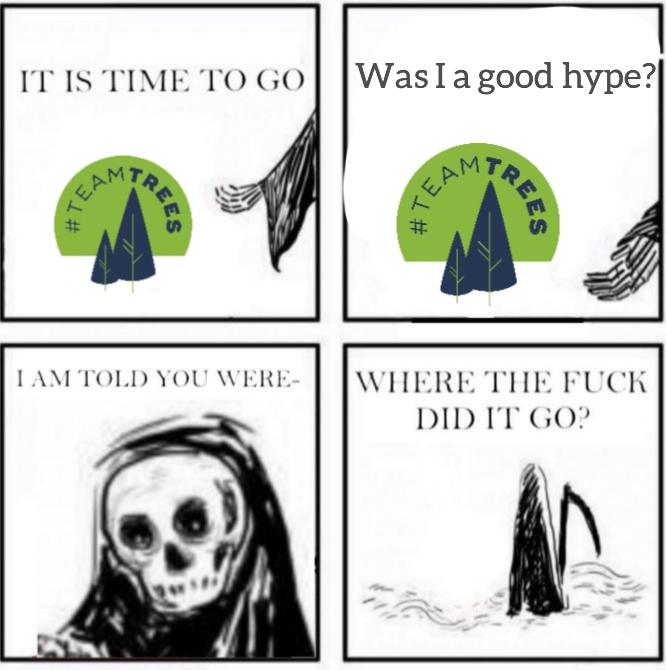 IT IS TIME TO GO
#TEAMTREES
Was I a good hype?
#TEAMTREES
I AM TOLD YOU WERE-
WHERE THE FUCK
DID IT GO?